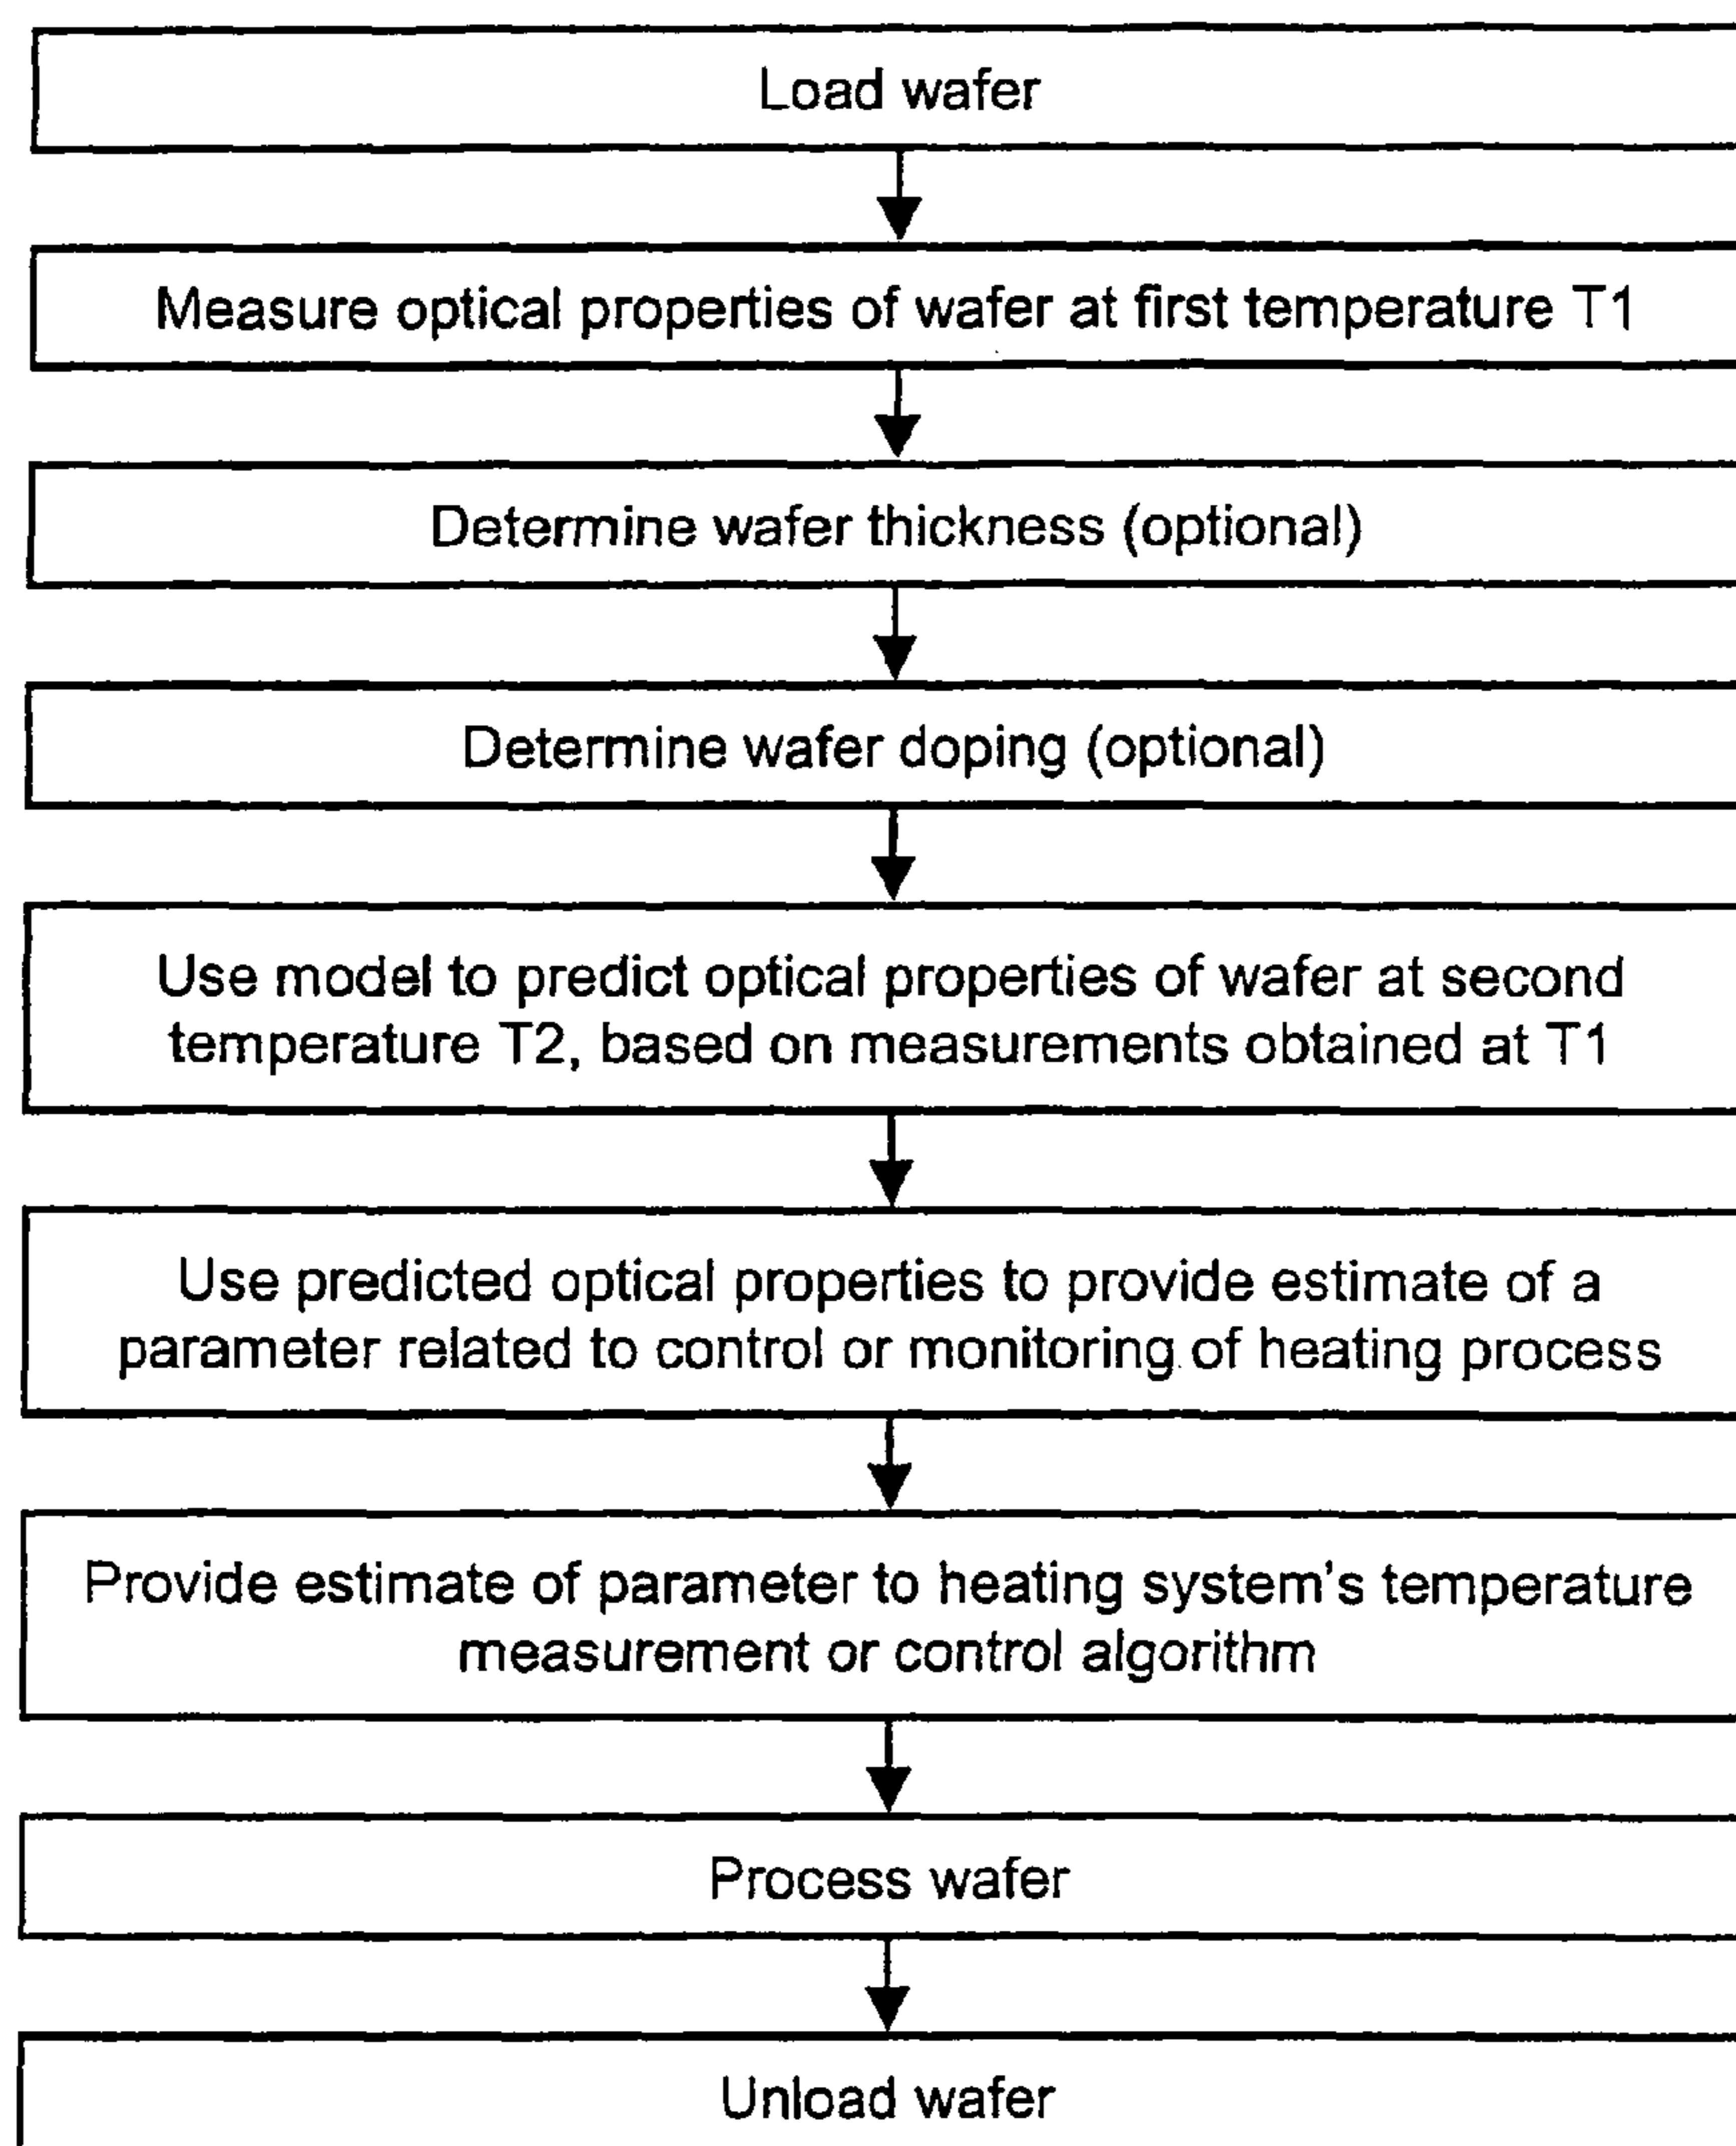 Load wafer
Measure optical properties of wafer at first temperature T1
Determine wafer thickness (optional)
Determine wafer doping (optional)
Use model to predict optical properties of wafer at second
temperature T2, based on measurements obtained at T1
Use predicted optical properties to provide estimate of a
parameter related to control or monitoring of heating process
Provide estimate of parameter to heating system's temperature
measurement or control algorithm
Process wafer
Unload wafer